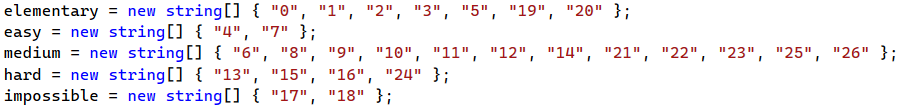 elementary = new string[] { "0", "1", "2", "3", "5", "19", "20" };
easy = new string[] { "4", "7" };
medium = new string[] { "6", "8", "9", "10", "11", "12", "14", "21", "22", "23", "25", "26" };
hard = new string[] { "13", "15", "16", "24" };
impossible = new string[] { "17", "18" };